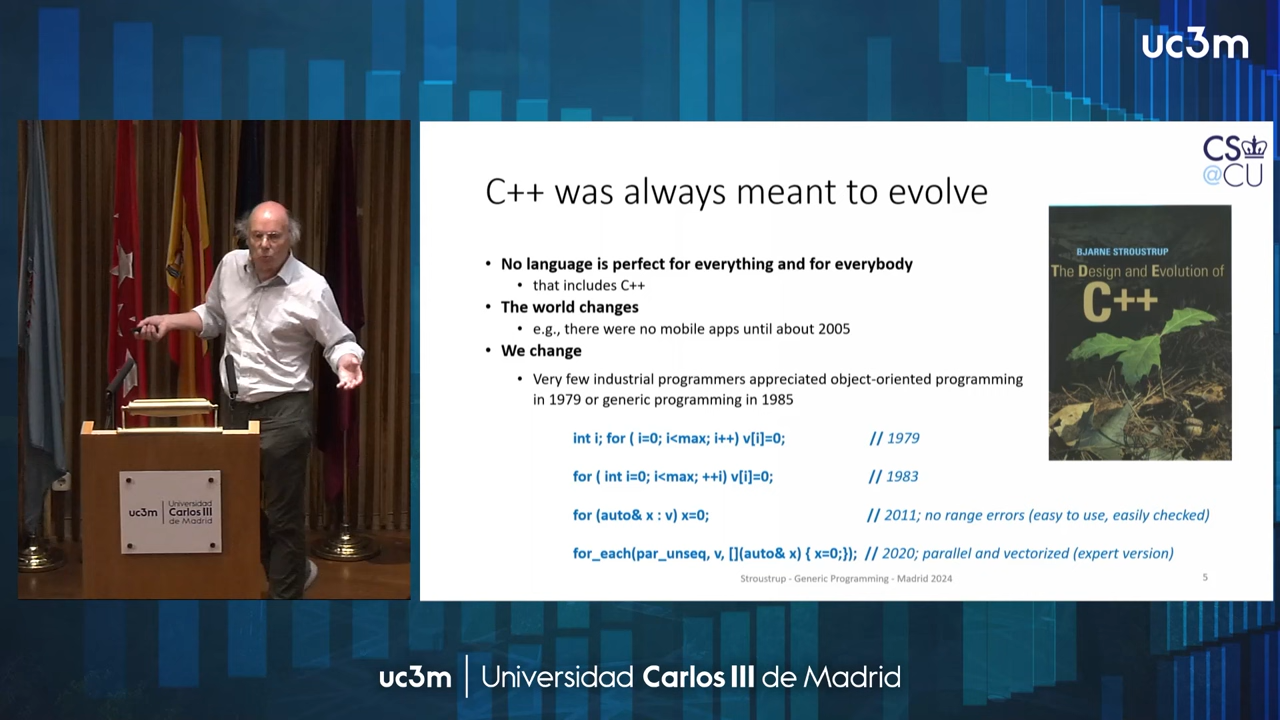 uc3m
uc3m
Universidad
Carlos III
de Madrid
CS
@CU
C++ was always meant to evolve
• No language is perfect for everything and for everybody
• that includes C++
• The world changes
• e.g., there were no mobile apps until about 2005
• We change
• Very few industrial programmers appreciated object-oriented programming
in 1979 or generic programming in 1985
int i; for ( i=0; i<max; i++) v[i]=0; // 1979
for ( int i=0; i<max; ++i) v[i]=0; // 1983
for (auto& x : v) x=0; // 2011; no range errors (easy to use, easily checked)
for_each(par_unseq, v, [](auto& x) { x=0;}); // 2020; parallel and vectorized (expert version)
Stroustrup - Generic Programming - Madrid 2024
5
BJARNE STROUSTRUP
The Design and Evolution of
C++
uc3m | Universidad Carlos III de Madrid